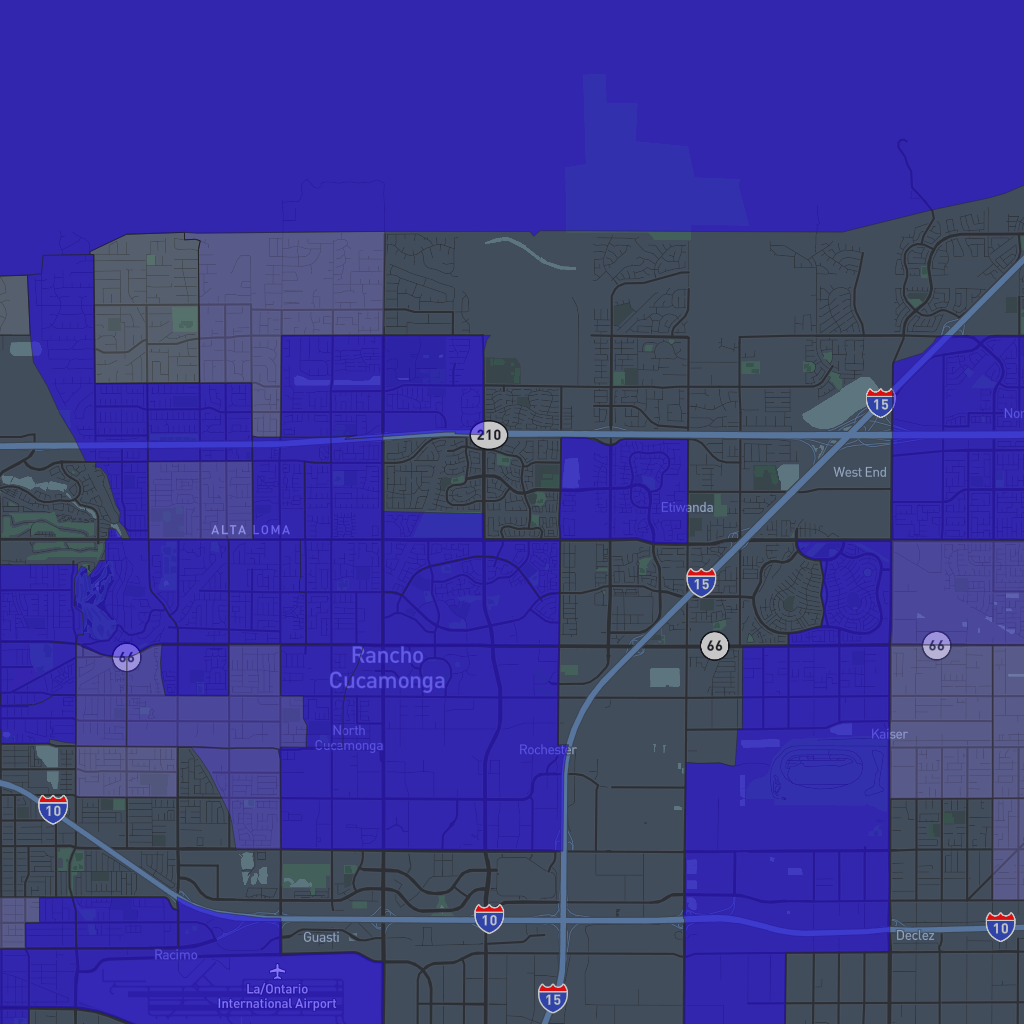 15
210
Nor
West End
Etiwanda
ALTA LOMA
15
66
66
66
Rancho
Cucamonga
North
Cucamonga
Rochester
Kaiser
10
10
10
Guasti
Declez
Racimo
La/Ontario
International Airport
15